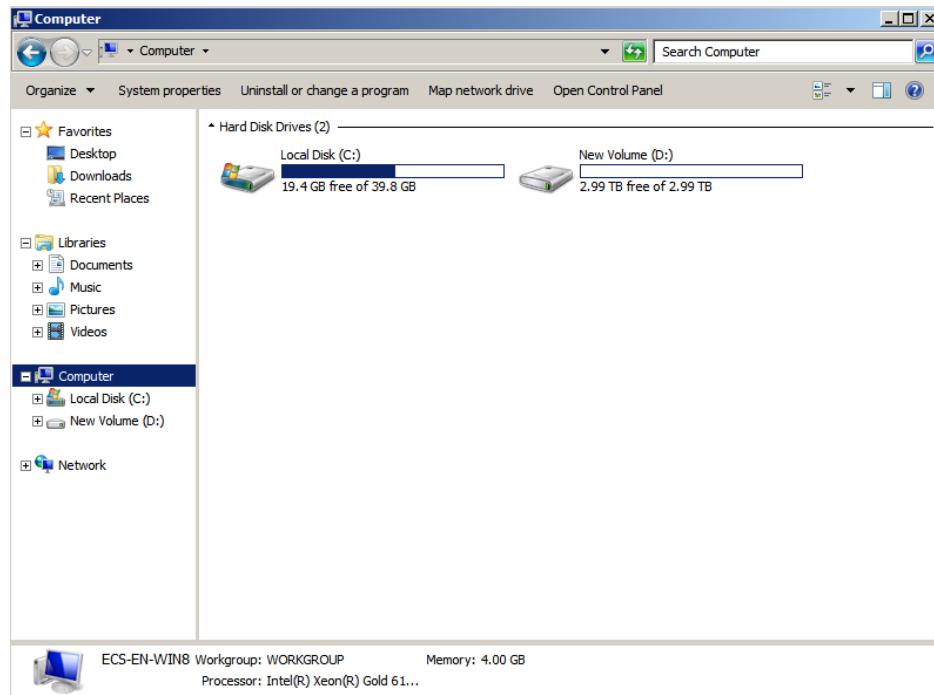 Computer
Computer
Search Computer
Organize System properties Uninstall or change a program Map network drive Open Control Panel
Favorites
Desktop
Downloads
Recent Places
Libraries
Documents
Music
Pictures
Videos
Computer
Local Disk (C:)
New Volume (D:)
Network
Hard Disk Drives (2)
Local Disk (C:)
19.4 GB free of 39.8 GB
New Volume (D:)
2.99 TB free of 2.99 TB
ECS-EN-WIN8 Workgroup: WORKGROUP Memory: 4.00 GB
Processor: Intel(R) Xeon(R) Gold 61...